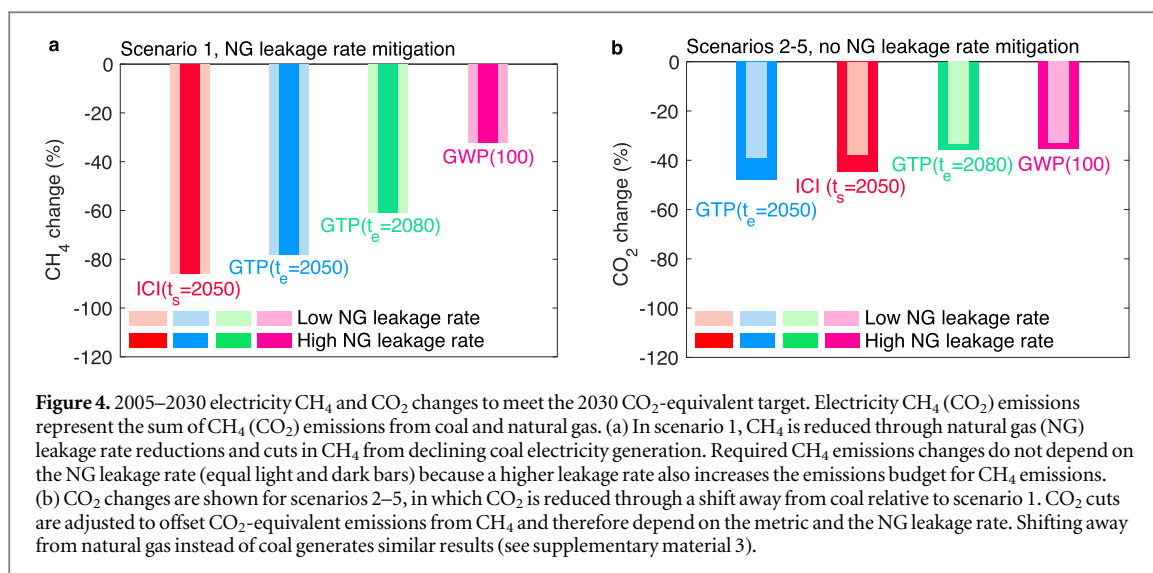 a
Scenario 1, NG leakage rate mitigation
0
-20
-40
-60
-80
-100
-120
CH4 change (%)
ICI(ts=2050)
GTP(te=2050)
GTP(te=2080)
GWP(100)
Low NG leakage rate
High NG leakage rate
b
Scenarios 2-5, no NG leakage rate mitigation
0
-20
-40
-60
-80
-100
-120
CO2 change (%)
GTP(te=2050)
ICI (ts=2050)
GTP(te=2080)
GWP(100)
Low NG leakage rate
High NG leakage rate
Figure 4. 2005–2030 electricity CH4 and CO2 changes to meet the 2030 CO2-equivalent target. Electricity CH4 (CO2) emissions
represent the sum of CH4 (CO2) emissions from coal and natural gas. (a) In scenario 1, CH4 is reduced through natural gas (NG)
leakage rate reductions and cuts in CH4 from declining coal electricity generation. Required CH4 emissions changes do not depend on
the NG leakage rate (equal light and dark bars) because a higher leakage rate also increases the emissions budget for CH4 emissions.
(b) CO2 changes are shown for scenarios 2–5, in which CO2 is reduced through a shift away from coal relative to scenario 1. CO2 cuts
are adjusted to offset CO2-equivalent emissions from CH4 and therefore depend on the metric and the NG leakage rate. Shifting away
from natural gas instead of coal generates similar results (see supplementary material 3).